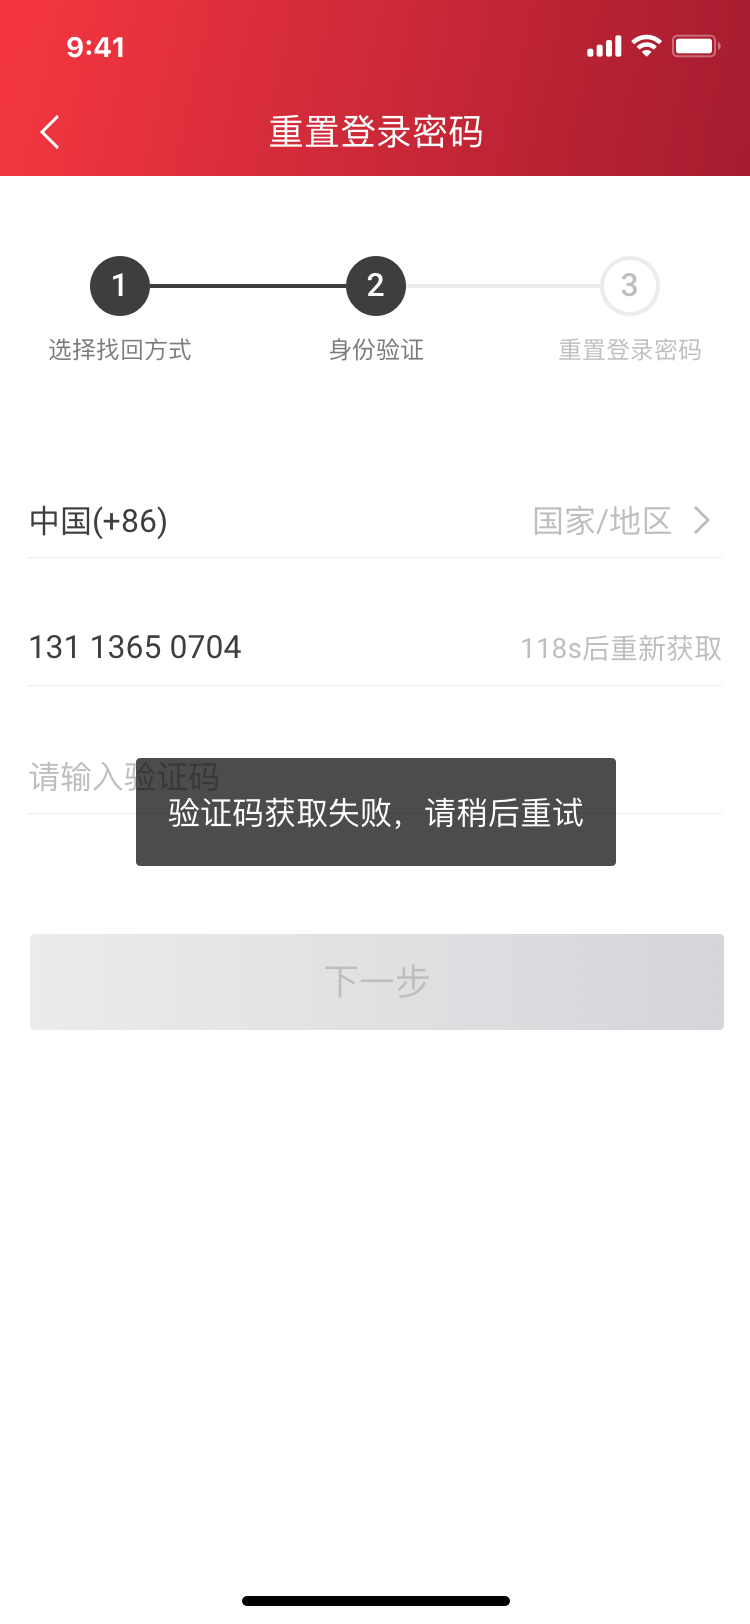 9:41
重置登录密码
1
2
3
选择找回方式
身份验证
重置登录密码
中国(+86)
国家/地区
131 1365 0704
118s后重新获取
请输入验证码
验证码获取失败，请稍后重试
下一步